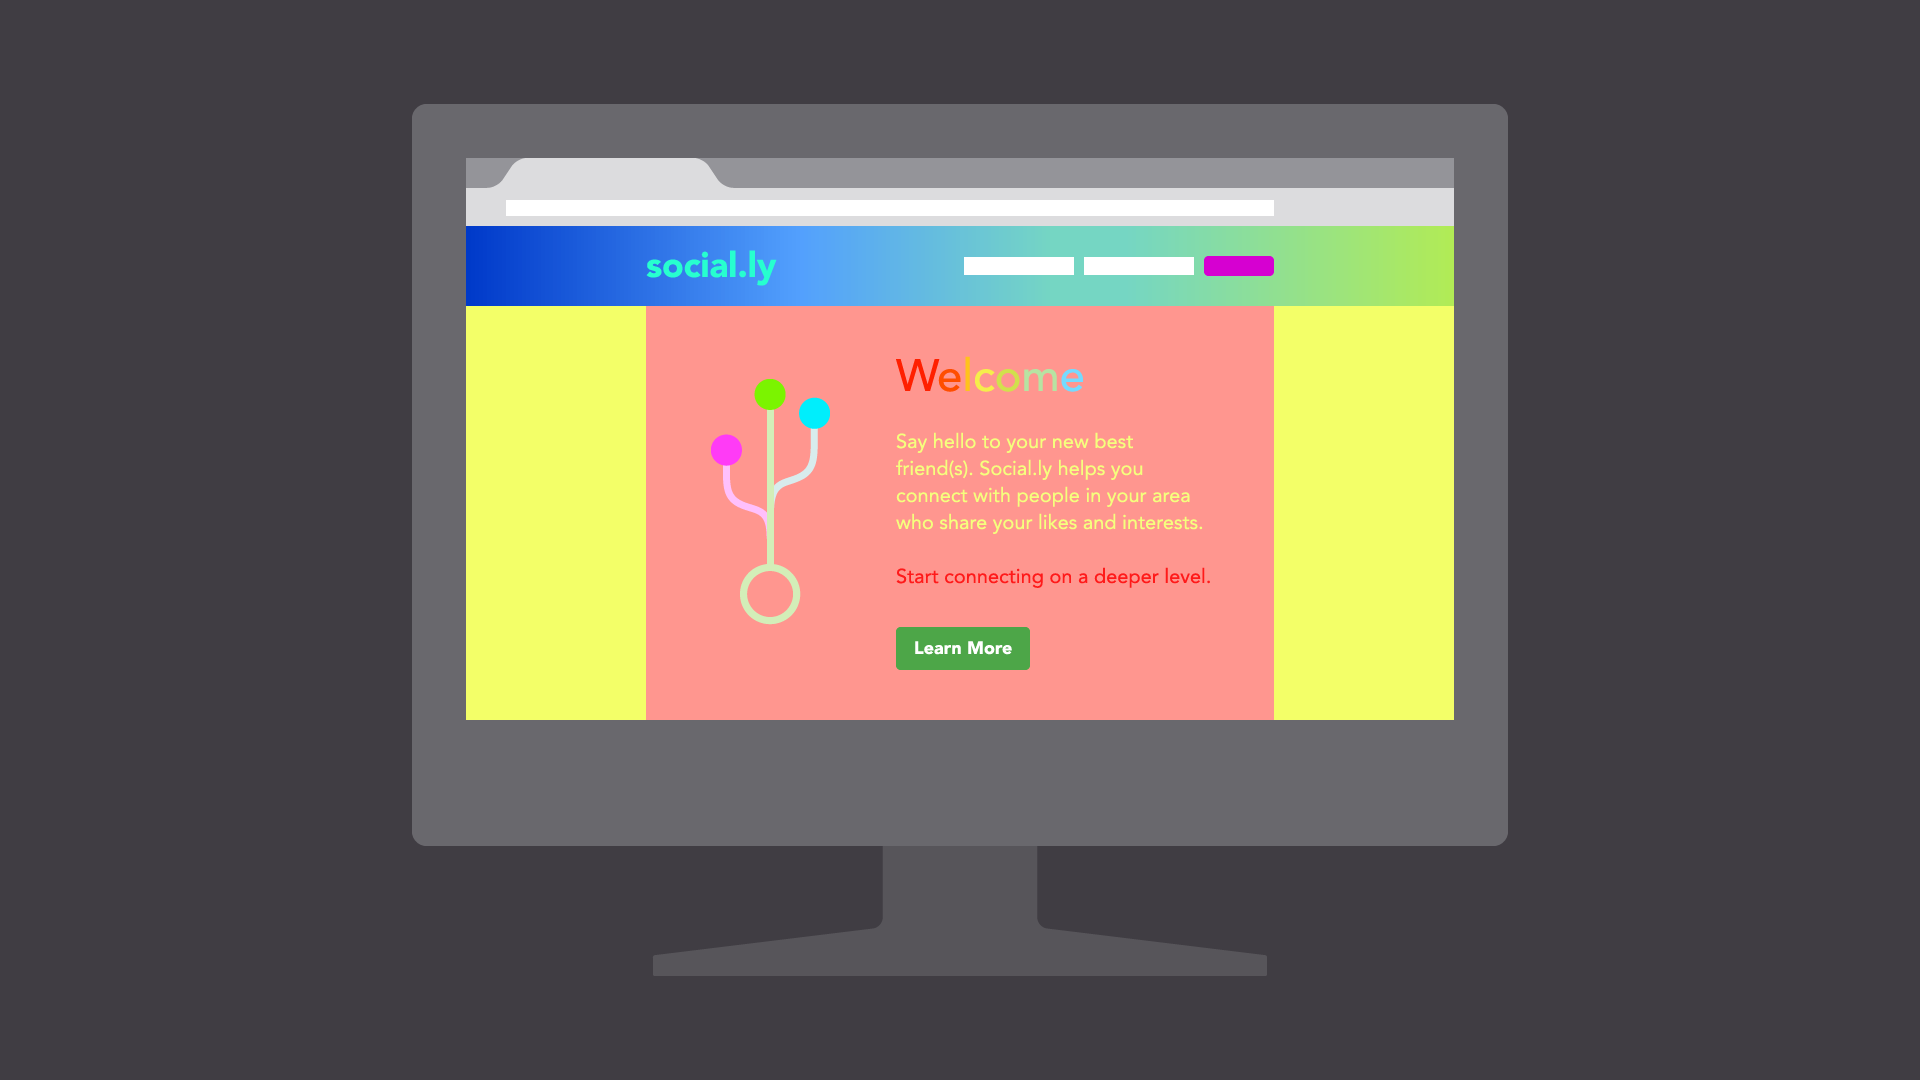 social.ly
Welcome
Say hello to your new best
friend(s). Social.ly helps you
connect with people in your area
who share your likes and interests.
Start connecting on a deeper level.
Learn More